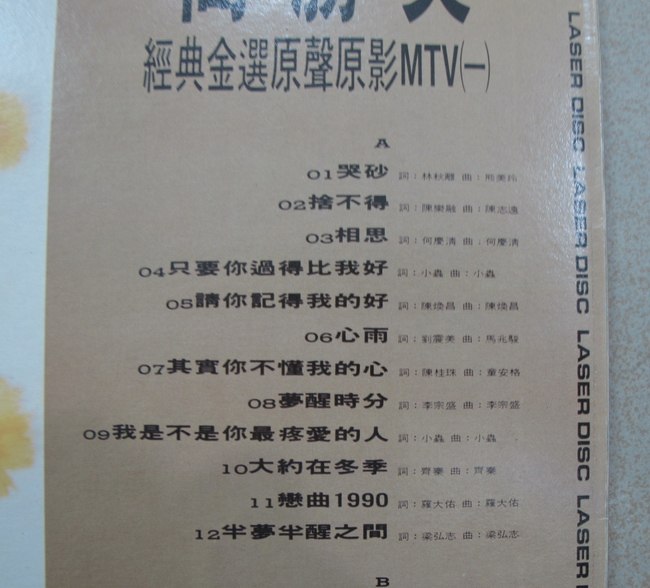 經典金選原聲原影MTV(一)
A
01哭砂 詞：林秋離 曲：熊美玲
02捨不得 詞：陳樂融 曲：陳志遠
03相思 詞：何慶清 曲：何慶清
04只要你過得比我好 詞：小蟲 曲：小蟲
05請你記得我的好 詞：陳煥昌 曲：陳煥昌
06心雨 詞：劉震美 曲：馬兆駿
07其實你不懂我的心 詞：陳桂珠 曲：童安格
08夢醒時分 詞：李宗盛 曲：李宗盛
09我是不是你最疼愛的人 詞：小蟲 曲：小蟲
10大約在冬季 詞：齊秦 曲：齊秦
11戀曲1990 詞：羅大佑 曲：羅大佑
12半夢半醒之間 詞：梁弘志 曲：梁弘志
B
LASER DISC LASER DISC LASER DISC LASER